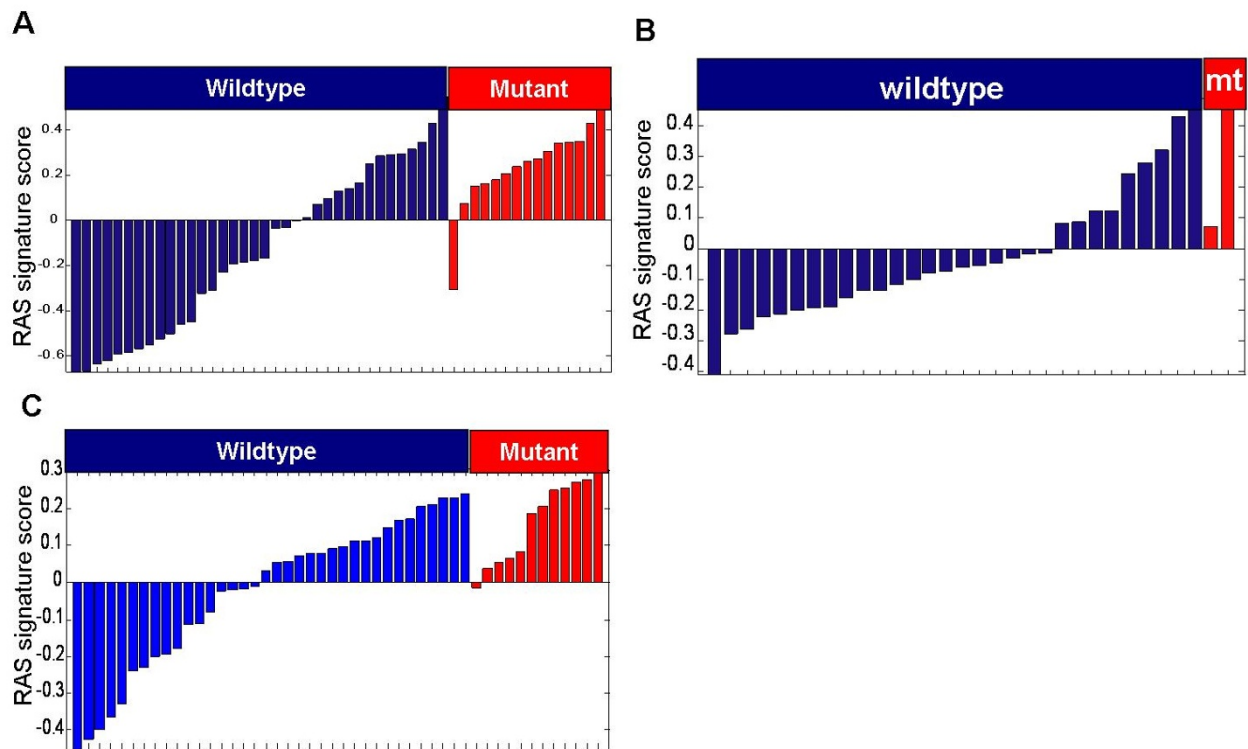 A
Wildtype
Mutant
RAS signature score
0.4
0.2
0
-0.2
-0.4
-0.6
B
wildtype
mt
RAS signature score
0.4
0.3
0.2
0.1
0
-0.1
-0.2
-0.3
-0.4
C
Wildtype
Mutant
RAS signature score
0.3
0.2
0.1
0
-0.1
-0.2
-0.3
-0.4